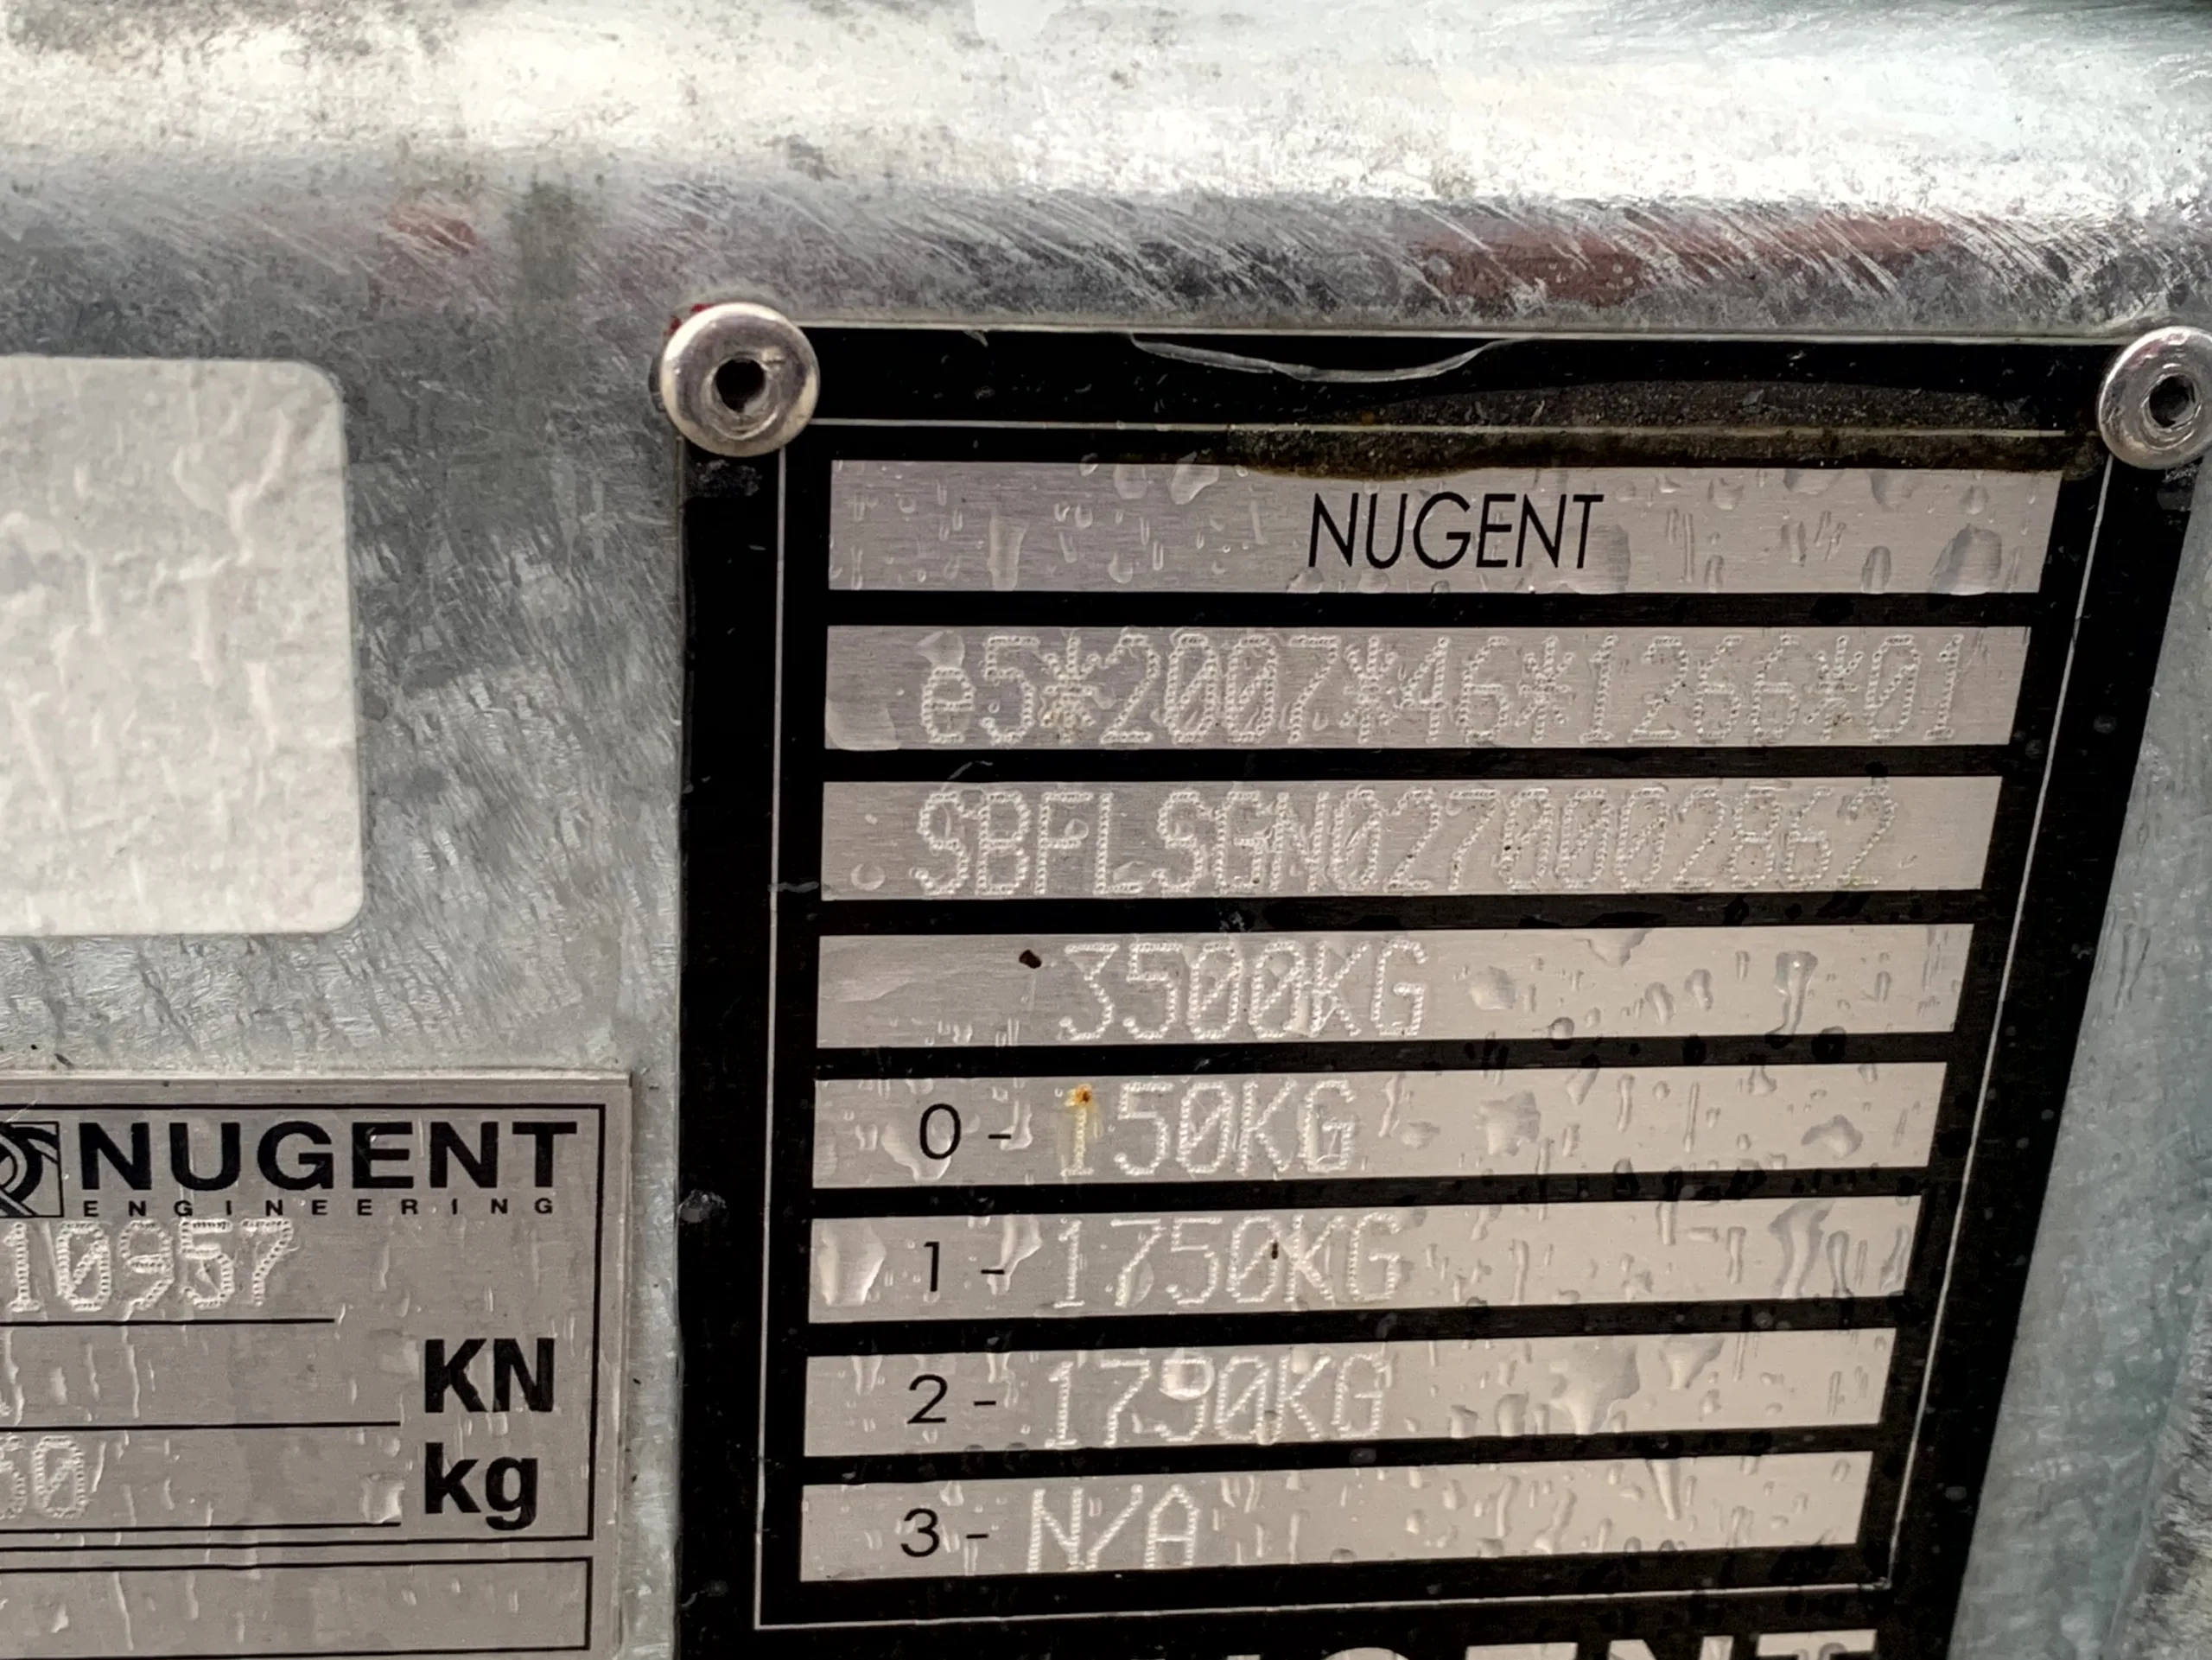 NUGENT
e5*2007*46*1266*01
SBFLSGN0270002862
3500KG
0 - 150KG
1 - 1750KG
2 - 1790KG
3 - N/A
NUGENT
ENGINEERING
10957
KN
60
kg